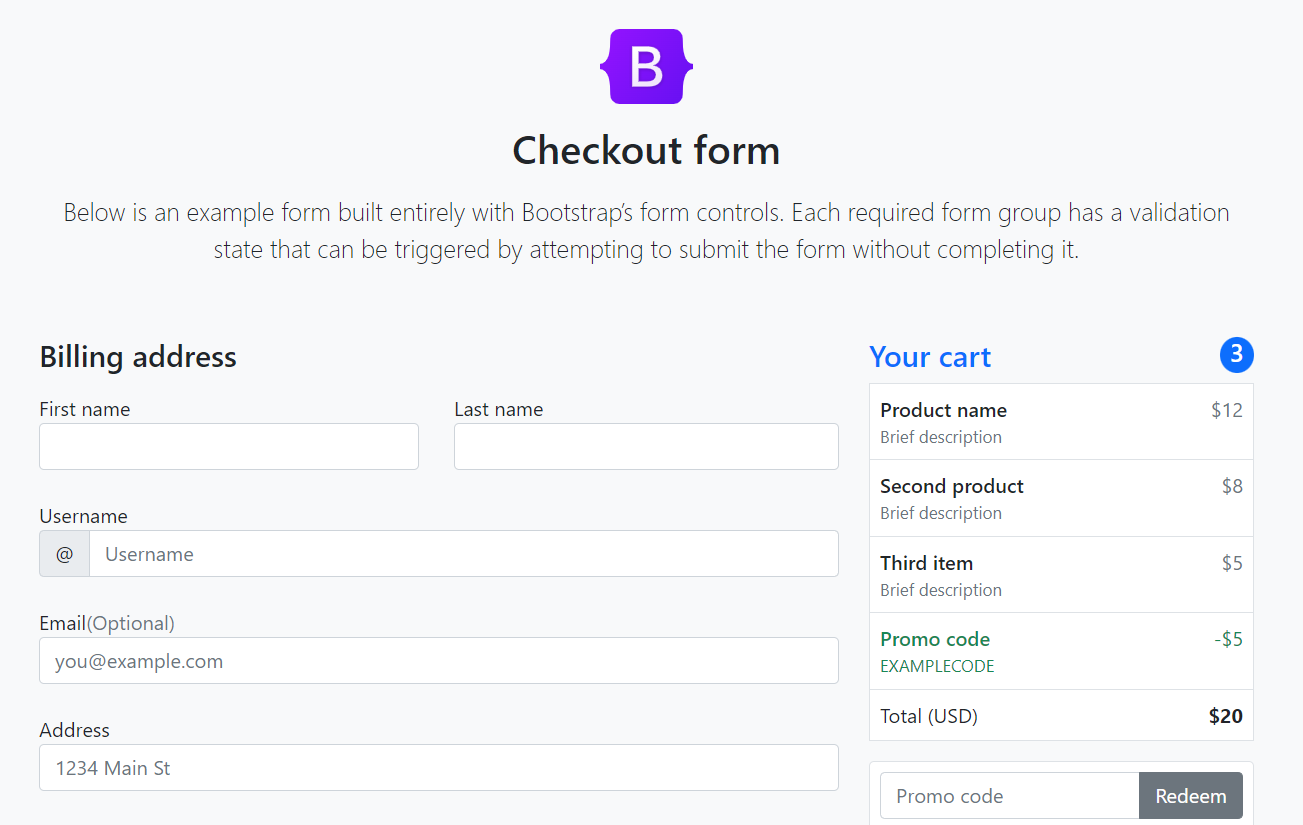 B
Checkout form
Below is an example form built entirely with Bootstrap’s form controls. Each required form group has a validation
state that can be triggered by attempting to submit the form without completing it.
Billing address
First name Last name
Username
@ Username
Email(Optional)
you@example.com
Address
1234 Main St
Your cart 3
Product name $12
Brief description
Second product $8
Brief description
Third item $5
Brief description
Promo code -$5
EXAMPLECODE
Total (USD) $20
Promo code Redeem